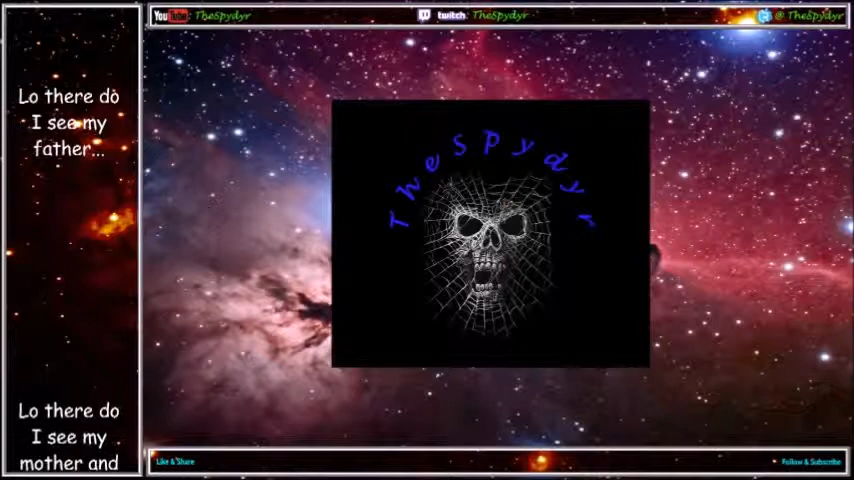 YouTube TheSpydyr
twitch TheSpydyr
@ TheSpydyr
Lo there do
I see my
father...
TheSpydyr
Lo there do
I see my
mother and
Like & Share
Follow & Subscribe